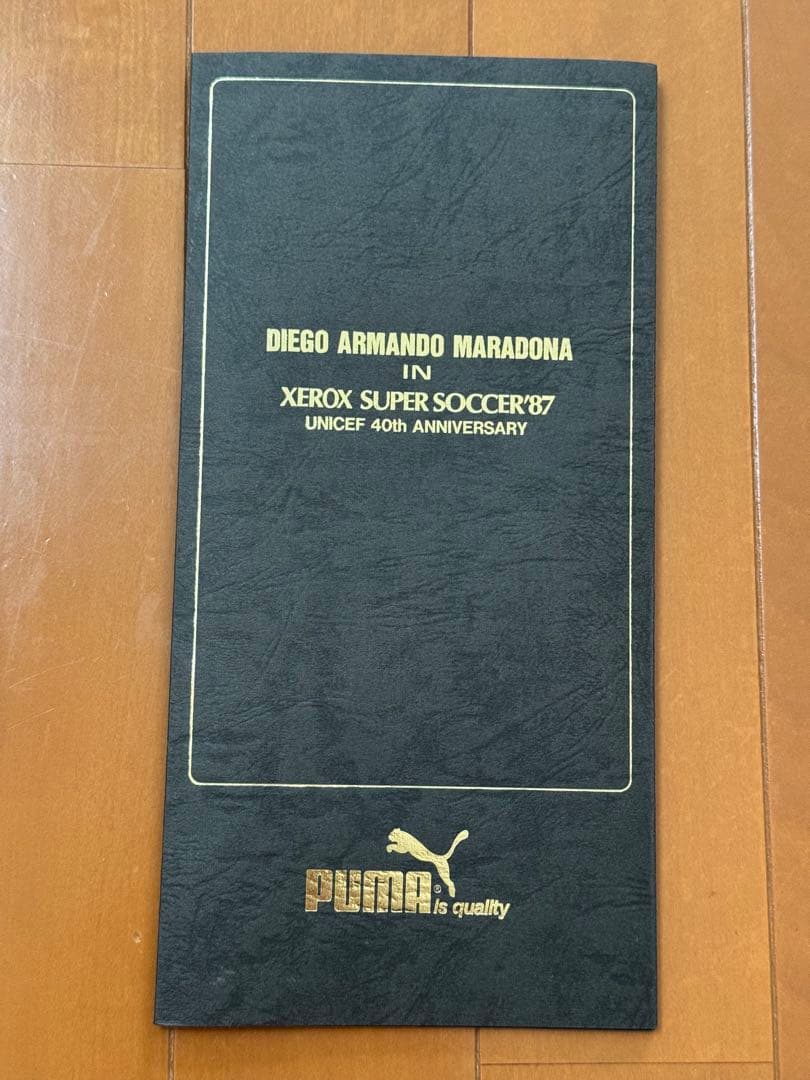 DIEGO ARMANDO MARADONA
IN
XEROX SUPER SOCCER'87
UNICEF 40th ANNIVERSARY
PUMA® is quality